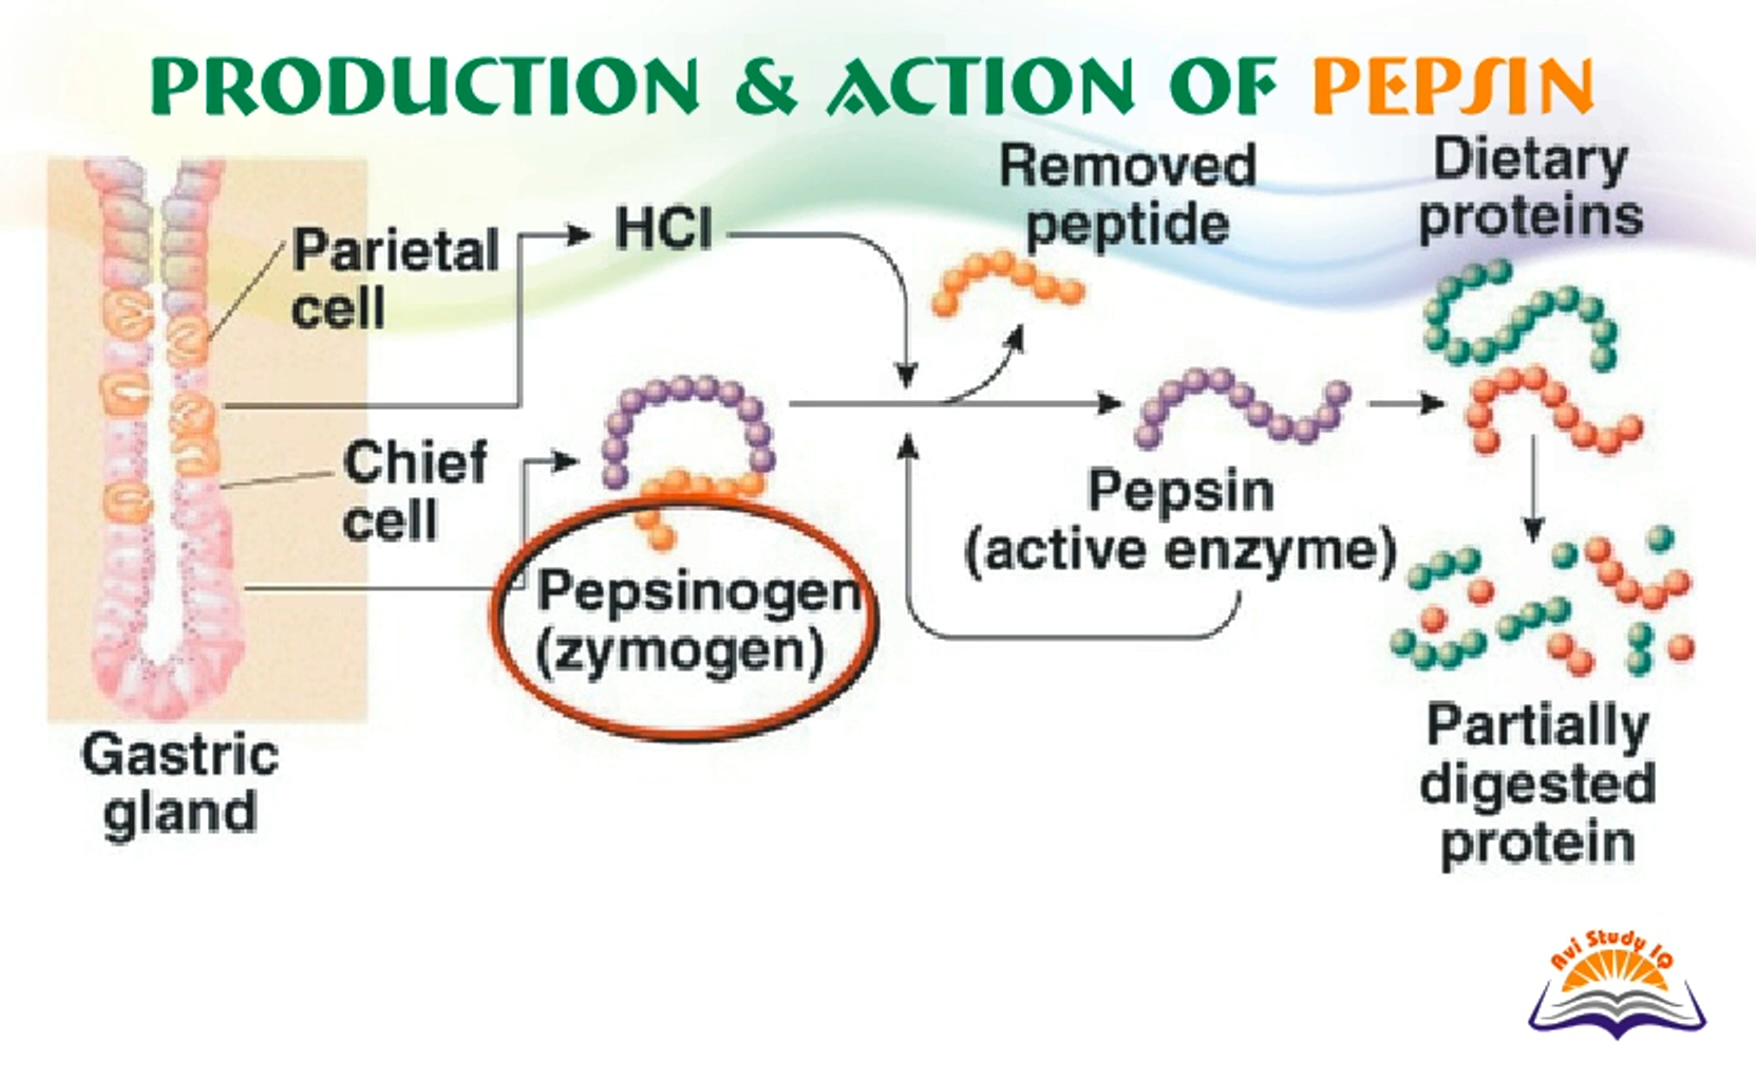 PRODUCTION & ACTION OF PEPSIN
Removed
peptide
Dietary
proteins
Parietal
cell
HCl
Chief
cell
Pepsin
(active enzyme)
Pepsinogen
(zymogen)
Gastric
gland
Partially
digested
protein
Avi Study IQ